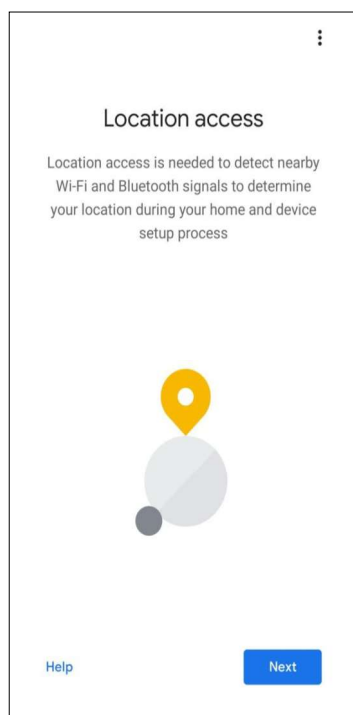 Location access
Location access is needed to detect nearby
Wi-Fi and Bluetooth signals to determine
your location during your home and device
setup process
Help
Next